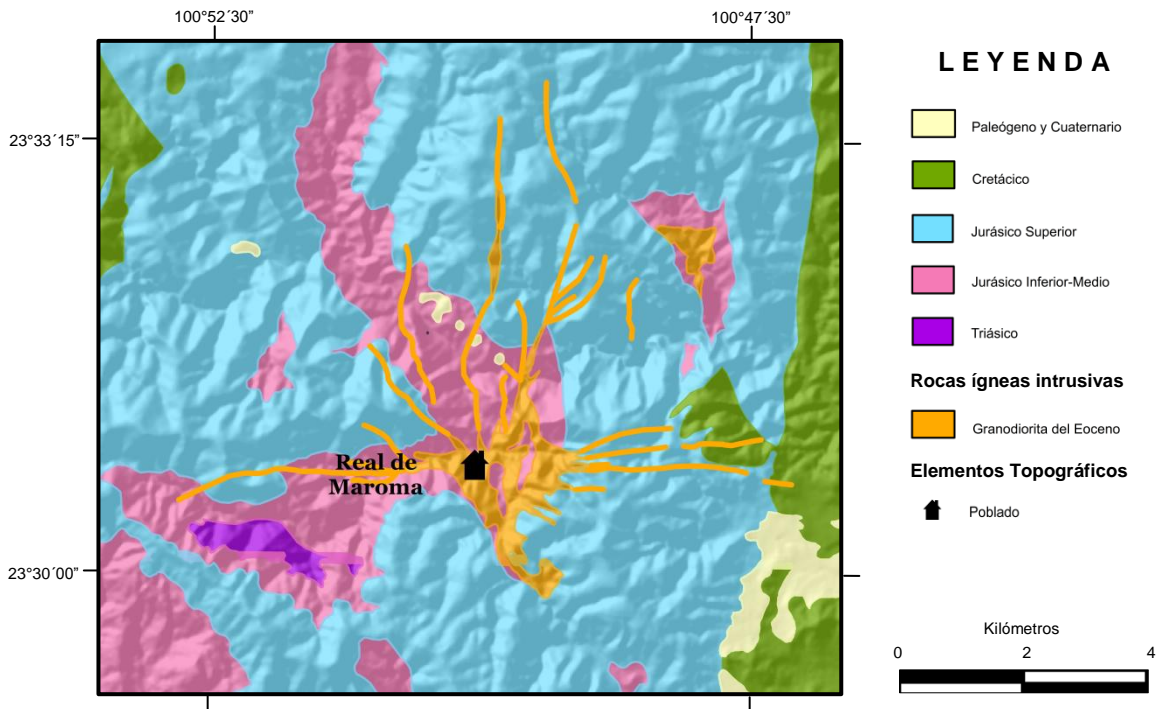 100°52´30” 100°47´30”
23°33´15”
23°30´00”
Real de
Maroma
LEYENDA
Paleógeno y Cuaternario
Cretácico
Jurásico Superior
Jurásico Inferior-Medio
Triásico
Rocas ígneas intrusivas
Granodiorita del Eoceno
Elementos Topográficos
Poblado
Kilómetros
0 2 4